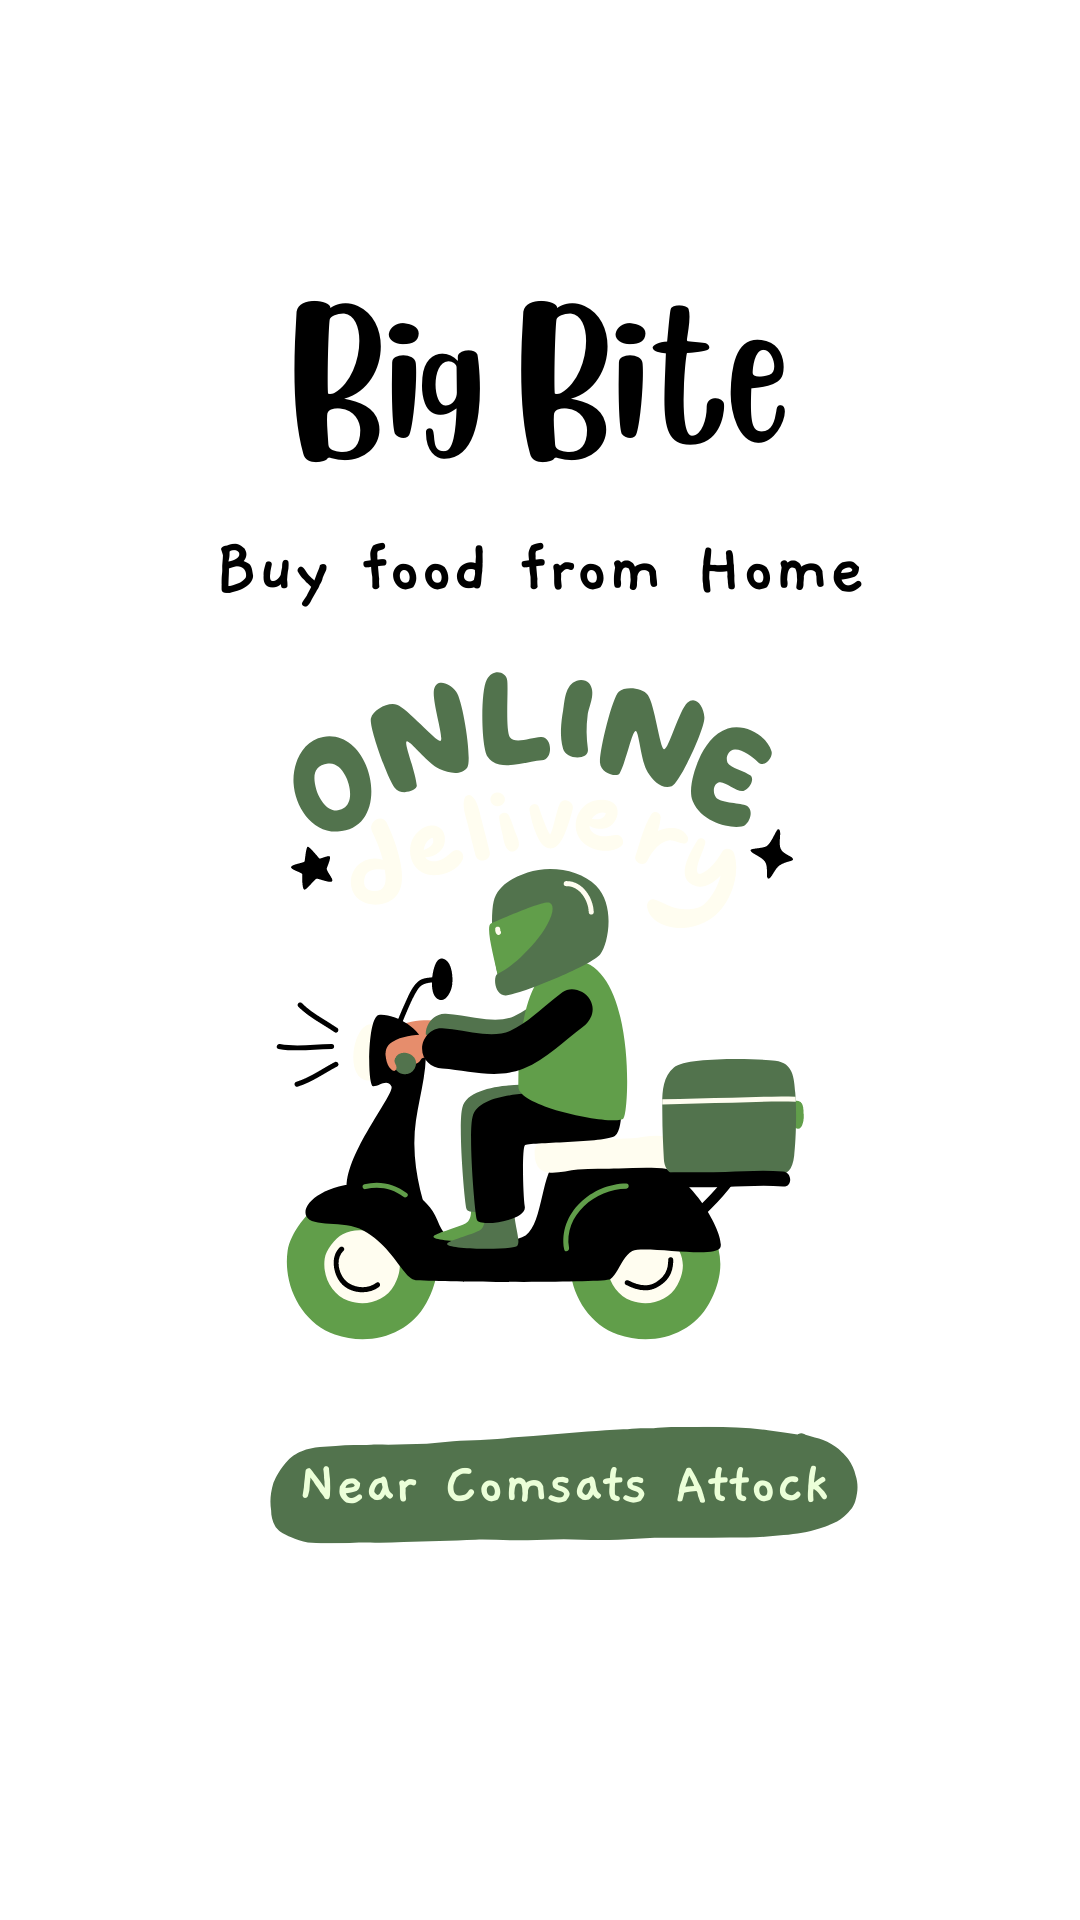 Big Bite
Buy food from Home
ONLINE
delivery
Near Comsats Attock